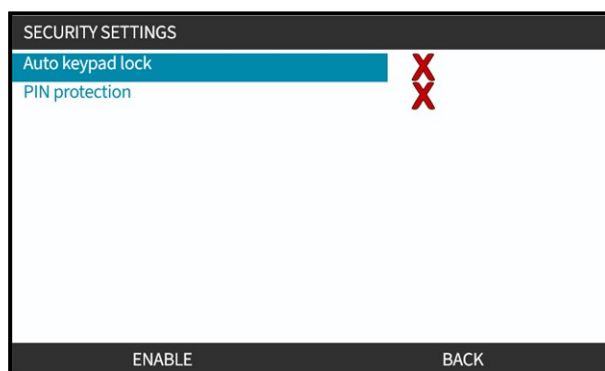 SECURITY SETTINGS
Auto keypad lock
PIN protection
ENABLE BACK